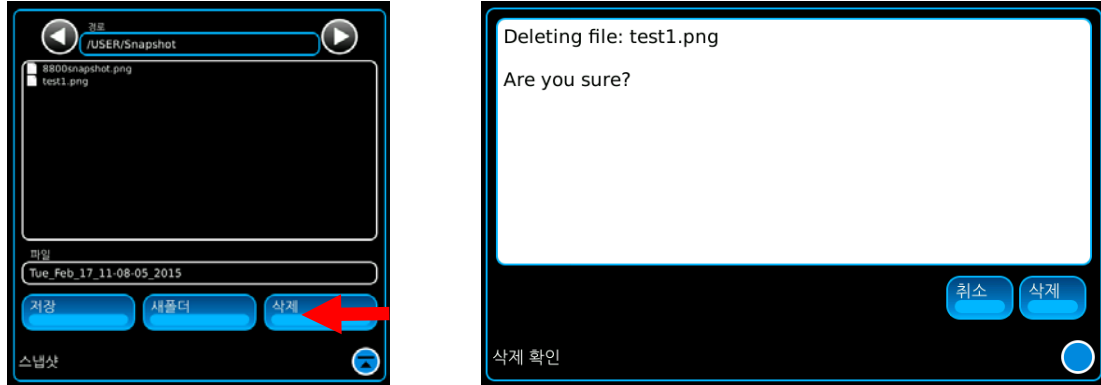 경로
/USER/Snapshot
8800snapshot.png
test1.png
파일
Tue_Feb_17_11-08-05_2015
저장
새폴더
삭제
스냅샷
Deleting file: test1.png
Are you sure?
취소
삭제
삭제 확인